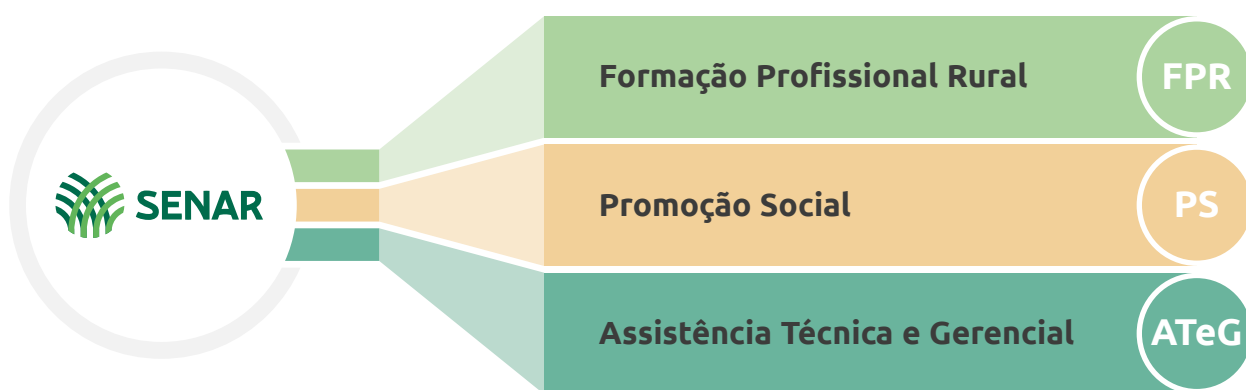 SENAR
Formação Profissional Rural
FPR
Promoção Social
PS
Assistência Técnica e Gerencial
ATeG